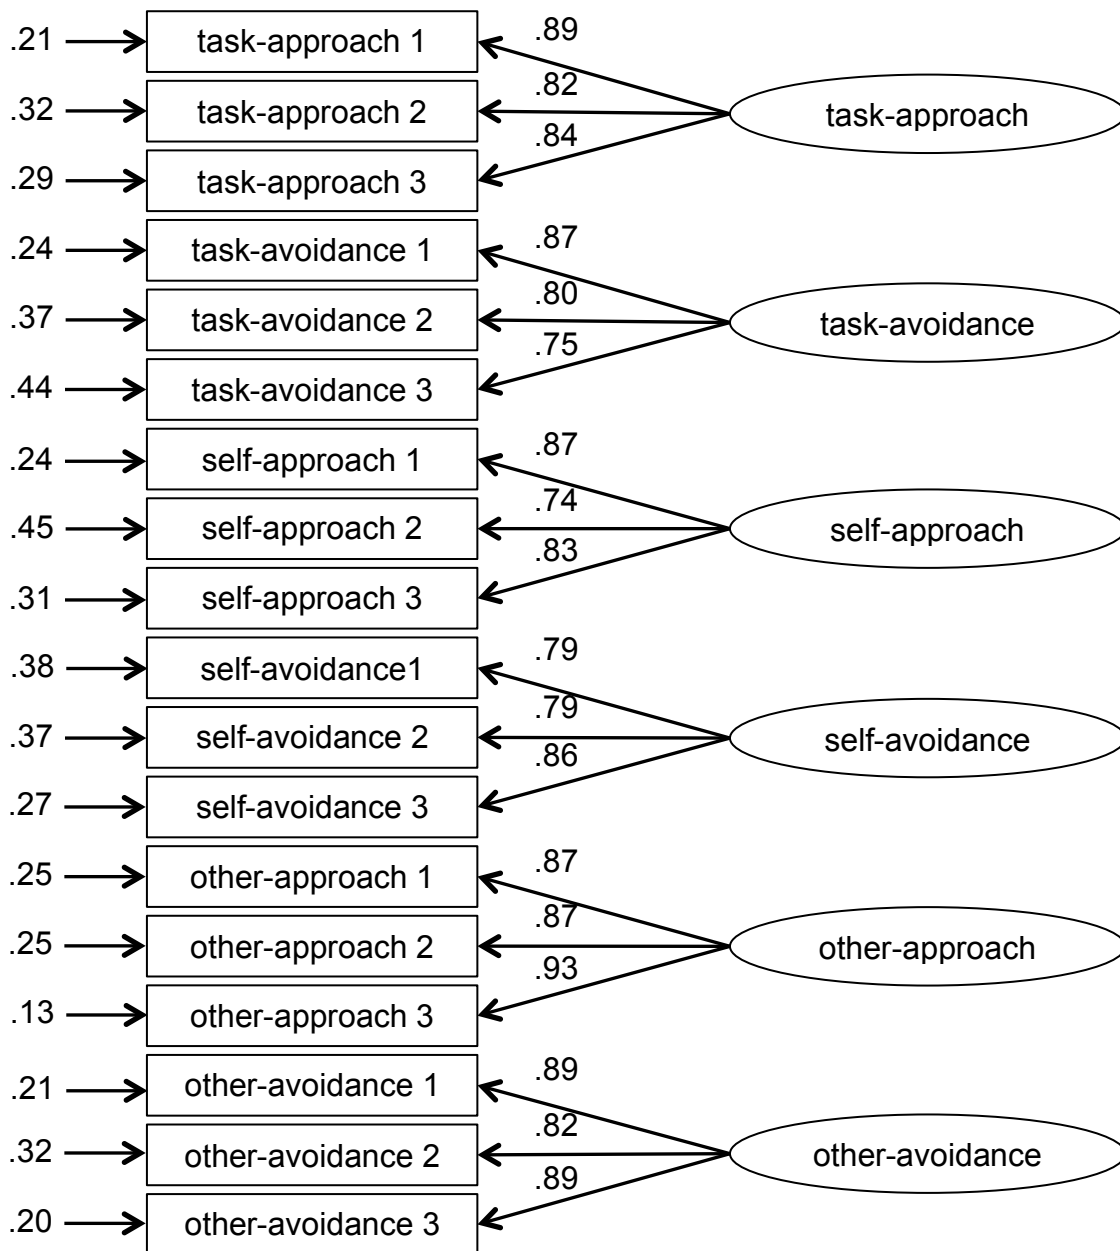 .21 task-approach 1 .89
.32 task-approach 2 .82 task-approach
.29 task-approach 3 .84
.24 task-avoidance 1 .87
.37 task-avoidance 2 .80 task-avoidance
.44 task-avoidance 3 .75
.24 self-approach 1 .87
.45 self-approach 2 .74 self-approach
.31 self-approach 3 .83
.38 self-avoidance1 .79
.37 self-avoidance 2 .79 self-avoidance
.27 self-avoidance 3 .86
.25 other-approach 1 .87
.25 other-approach 2 .87 other-approach
.13 other-approach 3 .93
.21 other-avoidance 1 .89
.32 other-avoidance 2 .82 other-avoidance
.20 other-avoidance 3 .89